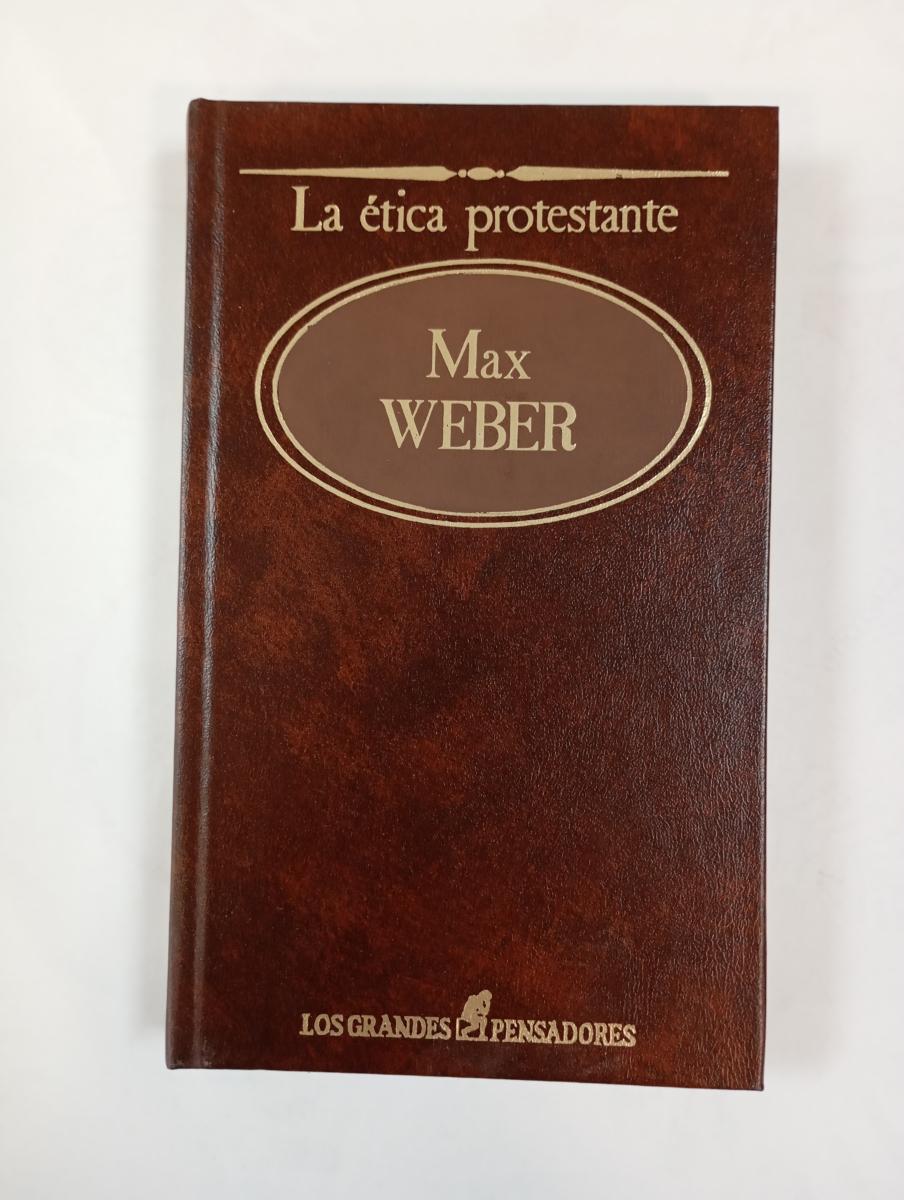 La ética protestante
Max
WEBER
LOS GRANDES PENSADORES